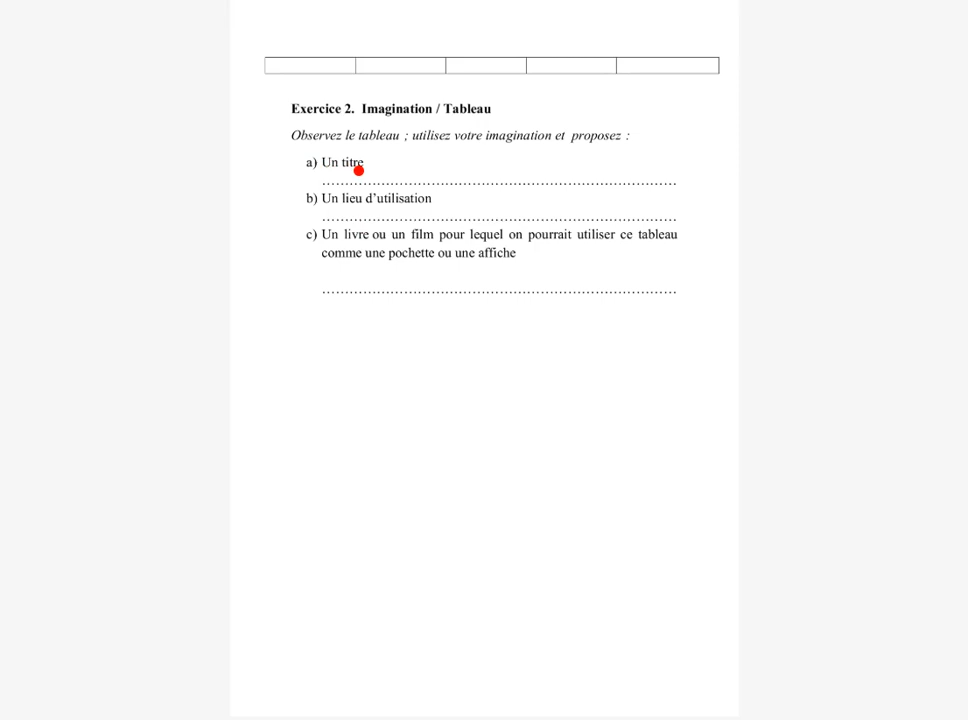 Exercice 2. Imagination / Tableau
Observez le tableau ; utilisez votre imagination et proposez :
a) Un titre
................................................................................
b) Un lieu d’utilisation
................................................................................
c) Un livre ou un film pour lequel on pourrait utiliser ce tableau
comme une pochette ou une affiche
................................................................................